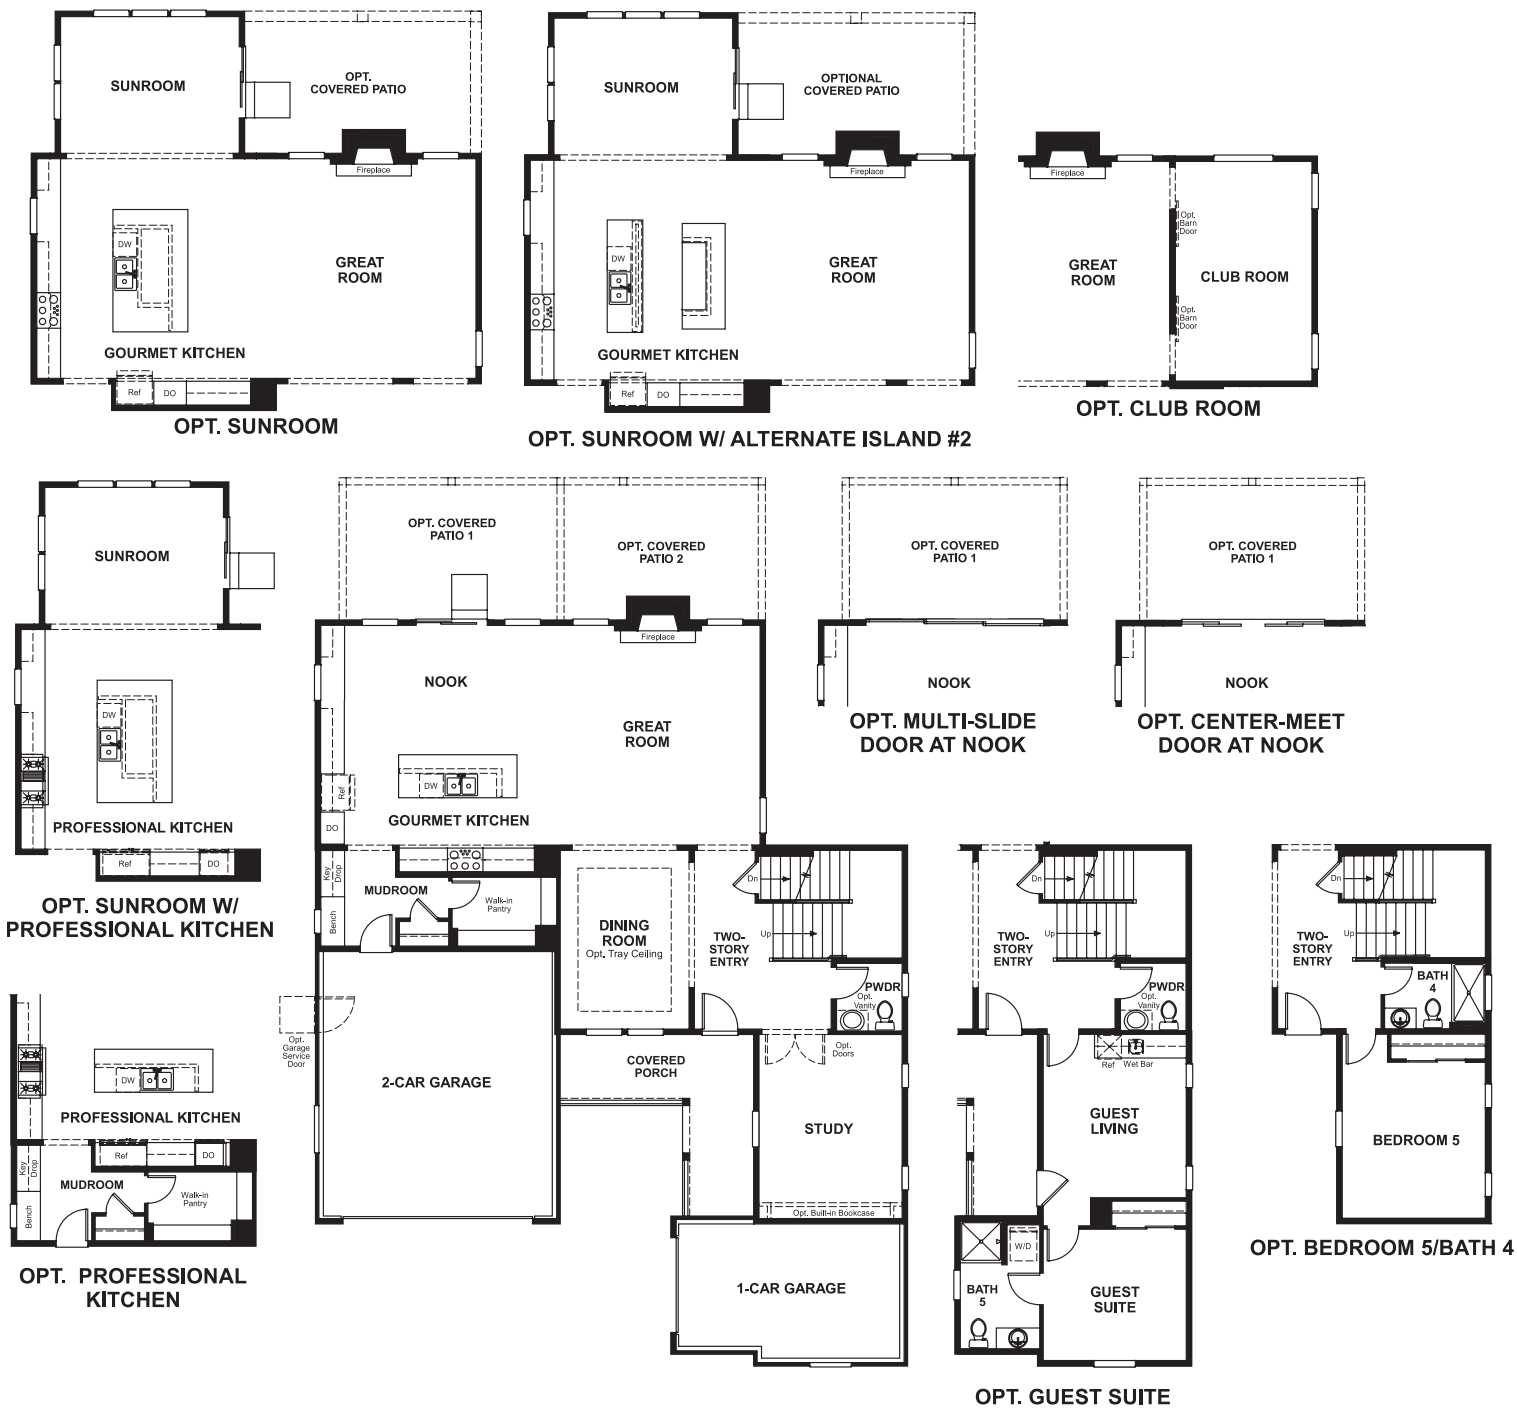 SUNROOM
OPT.
COVERED PATIO
Fireplace
DW
GREAT
ROOM
GOURMET KITCHEN
Ref
DO
OPT. SUNROOM
SUNROOM
OPTIONAL
COVERED PATIO
Fireplace
DW
GREAT
ROOM
GOURMET KITCHEN
Ref
DO
OPT. SUNROOM W/ ALTERNATE ISLAND #2
Fireplace
Opt.
Barn
Door
GREAT
ROOM
CLUB ROOM
Opt.
Barn
Door
OPT. CLUB ROOM
SUNROOM
DW
PROFESSIONAL KITCHEN
Ref
DO
OPT. SUNROOM W/
PROFESSIONAL KITCHEN
DW
PROFESSIONAL KITCHEN
Ref
DO
Key
Drop
MUDROOM
Walk-in
Pantry
Bench
OPT. PROFESSIONAL
KITCHEN
OPT. COVERED
PATIO 1
OPT. COVERED
PATIO 2
Fireplace
NOOK
GREAT
ROOM
Ref
DW
DO
GOURMET KITCHEN
Key
Drop
MUDROOM
Walk-in
Pantry
Bench
DINING
ROOM
Opt. Tray Ceiling
TWO-
STORY
ENTRY
Dn
Up
PWDR
Opt.
Vanity
Opt.
Garage
Service
Door
2-CAR GARAGE
COVERED
PORCH
Opt.
Doors
STUDY
Opt. Built-in Bookcase
1-CAR GARAGE
OPT. COVERED
PATIO 1
NOOK
OPT. MULTI-SLIDE
DOOR AT NOOK
OPT. COVERED
PATIO 1
NOOK
OPT. CENTER-MEET
DOOR AT NOOK
Dn
Up
TWO-
STORY
ENTRY
PWDR
Opt.
Vanity
Ref
Wet Bar
GUEST
LIVING
W/D
BATH
5
GUEST
SUITE
OPT. GUEST SUITE
Dn
Up
TWO-
STORY
ENTRY
BATH
4
BEDROOM 5
OPT. BEDROOM 5/BATH 4